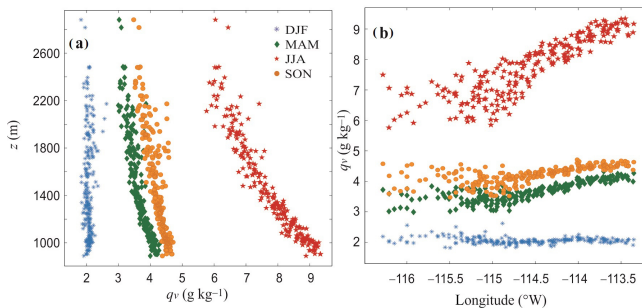 (a)
DJF
MAM
JJA
SON
2600
2200
1800
1400
1000
z (m)
2 3 4 5 6 7 8 9
qv (g kg−1)
(b)
9
8
7
6
5
4
3
2
qv (g kg−1)
−116 −115.5 −115 −114.5 −114 −113.5
Longitude (°W)